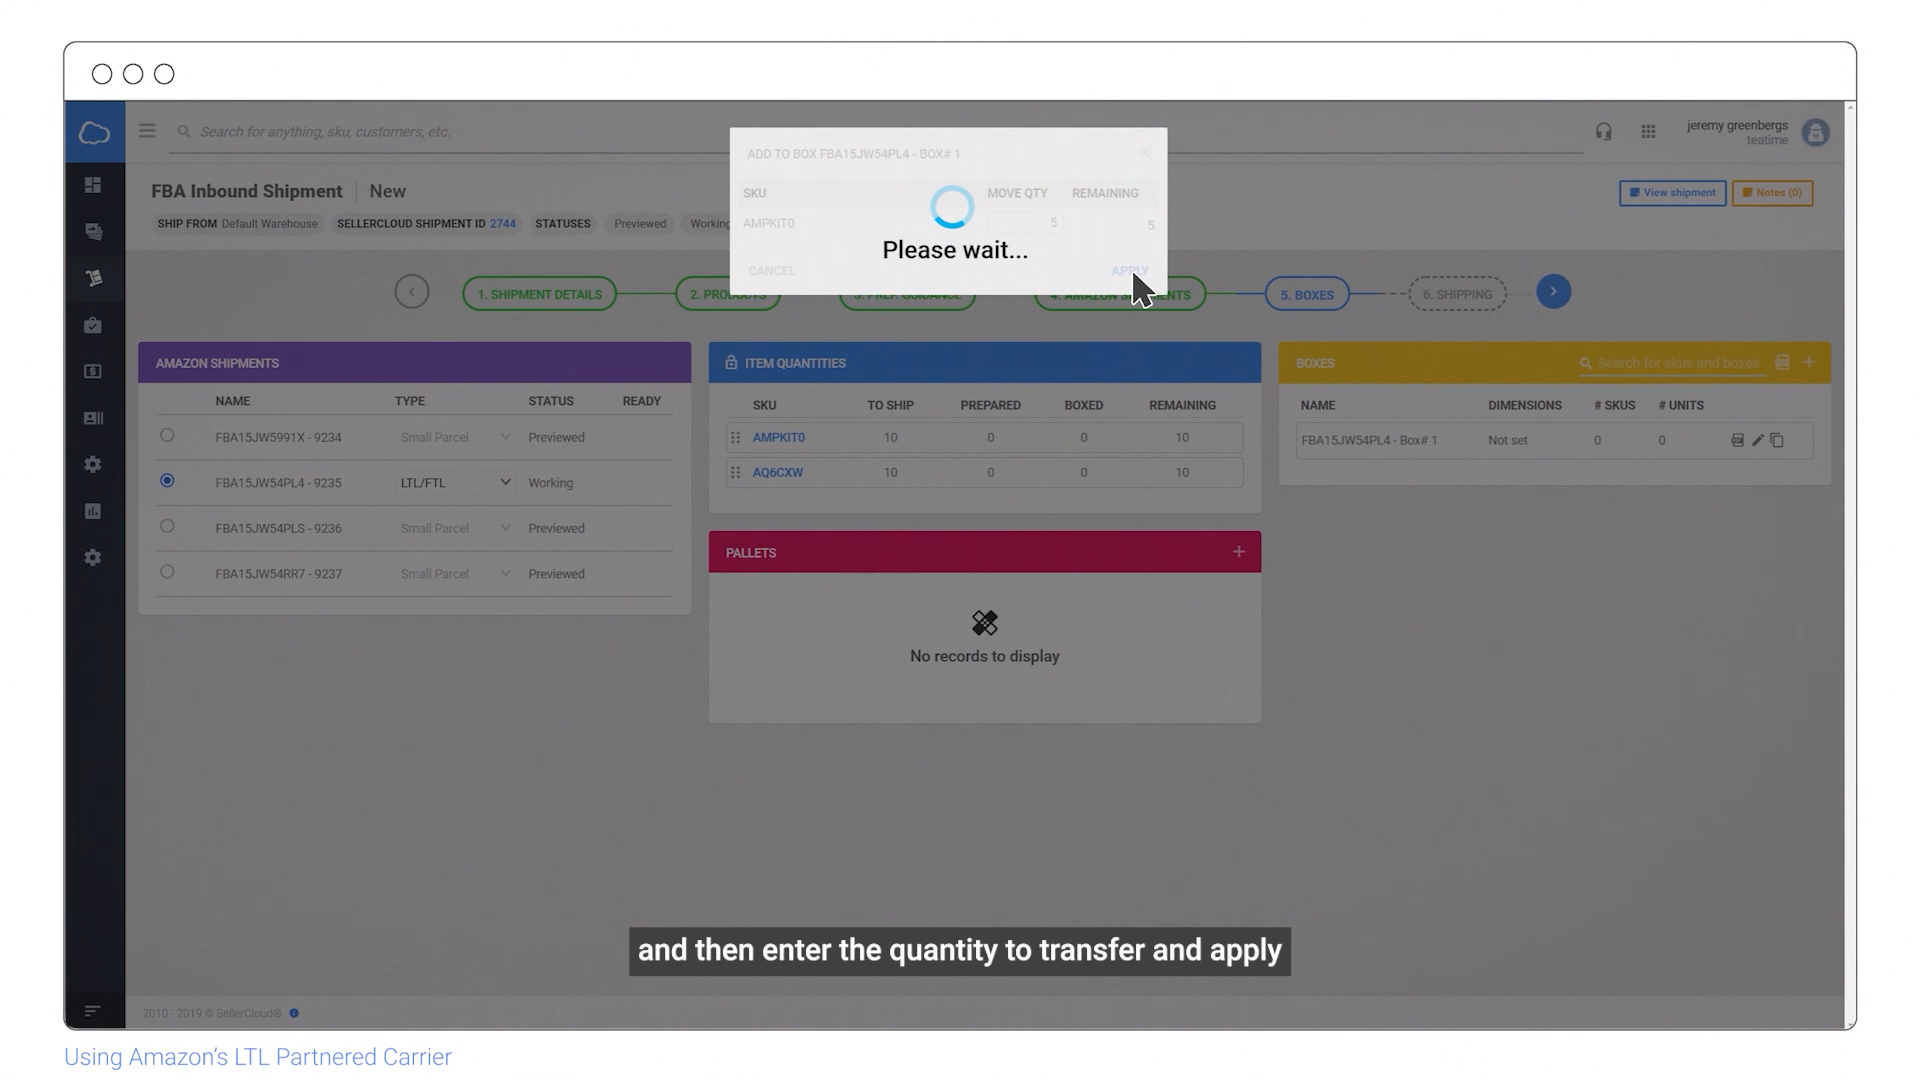 Search for anything, sku, customers, etc.
jeremy greenbergs
teatime
FBA Inbound Shipment New
View shipment Notes (0)
SHIP FROM Default Warehouse SELLERCLOUD SHIPMENT ID 2744 STATUSES Previewed Working
ADD TO BOX FBA15JW54PL4 - BOX# 1
SKU MOVE QTY REMAINING
AMPKIT0 5 5
Please wait...
CANCEL APPLY
1. SHIPMENT DETAILS 2. PRODUCTS 3. PREP. GUIDANCE 4. AMAZON SHIPMENTS 5. BOXES 6. SHIPPING
AMAZON SHIPMENTS
NAME TYPE STATUS READY
FBA15JW5991X - 9234 Small Parcel Previewed
FBA15JW54PL4 - 9235 LTL/FTL Working
FBA15JW54PLS - 9236 Small Parcel Previewed
FBA15JW54RR7 - 9237 Small Parcel Previewed
ITEM QUANTITIES
SKU TO SHIP PREPARED BOXED REMAINING
AMPKIT0 10 0 0 10
AQ6CXW 10 0 0 10
PALLETS
No records to display
BOXES Search for skus and boxes
NAME DIMENSIONS # SKUS # UNITS
FBA15JW54PL4 - Box# 1 Not set 0 0
and then enter the quantity to transfer and apply
2010 - 2019 © SellerCloud®
Using Amazon's LTL Partnered Carrier